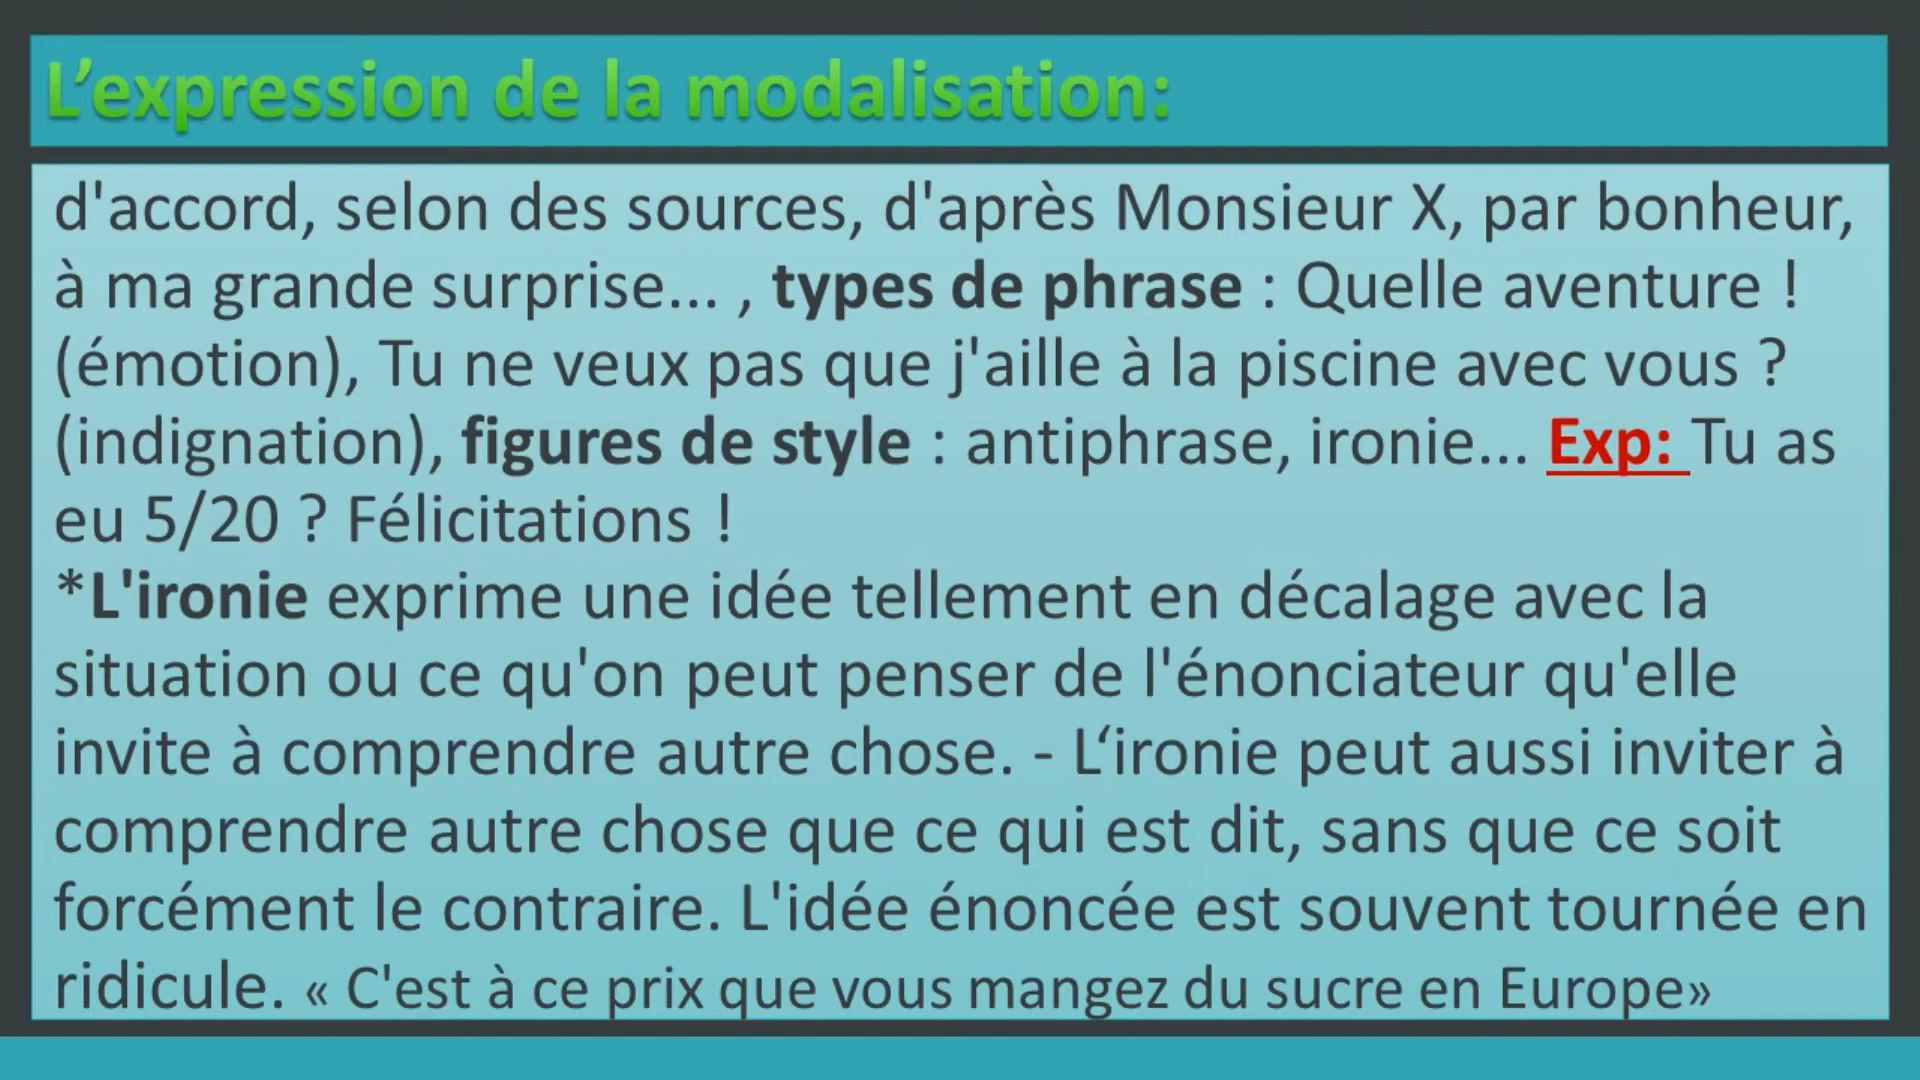 L’expression de la modalisation:
d'accord, selon des sources, d'après Monsieur X, par bonheur,
à ma grande surprise... , types de phrase : Quelle aventure !
(émotion), Tu ne veux pas que j'aille à la piscine avec vous ?
(indignation), figures de style : antiphrase, ironie... Exp: Tu as
eu 5/20 ? Félicitations !
*L'ironie exprime une idée tellement en décalage avec la
situation ou ce qu'on peut penser de l'énonciateur qu'elle
invite à comprendre autre chose. - L‘ironie peut aussi inviter à
comprendre autre chose que ce qui est dit, sans que ce soit
forcément le contraire. L'idée énoncée est souvent tournée en
ridicule. « C'est à ce prix que vous mangez du sucre en Europe»